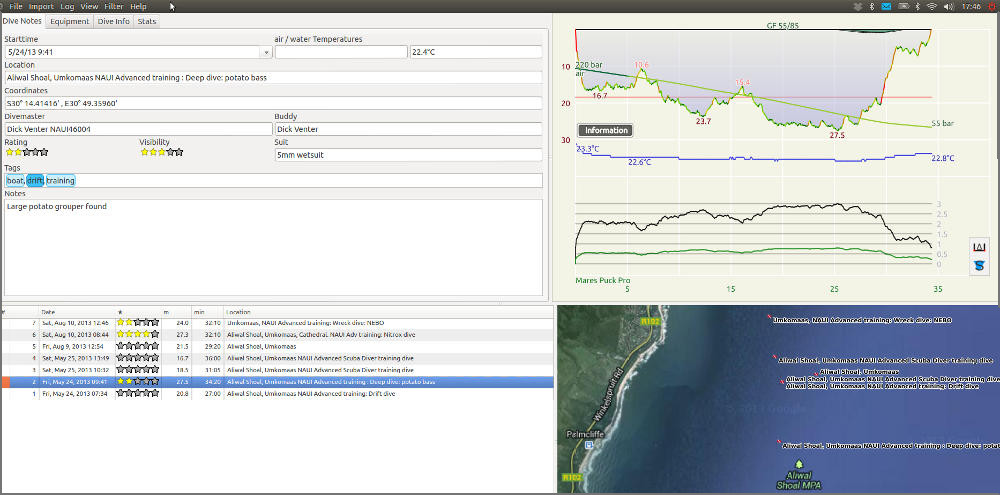 File Import Log View Filter Help
17:46
Dive Notes Equipment Dive Info Stats
Starttime
air / water Temperatures
5/24/13 9:41
22.4°C
Location
Aliwal Shoal, Umkomaas NAUI Advanced training : Deep dive: potato bass
Coordinates
S30° 14.41416' , E30° 49.35960'
Divemaster
Buddy
Dick Venter NAUI46004
Dick Venter
Rating
Visibility
Suit
5mm wetsuit
Tags
boat, drift, training
Notes
Large potato grouper found
GF 55/85
10
20
30
220 bar
air
10.6
15.4
16.7
23.7
27.5
55 bar
Information
23.3°C
22.6°C
22.8°C
3
2.5
2
1.5
1
0.5
0
Mares Puck Pro
5
15
25
35
# Date ★ m min Location
7 Sat, Aug 10, 2013 12:46 24.0 32:10 Umkomaas, NAUI Advanced training: Wreck dive: NEBO
6 Sat, Aug 10, 2013 08:44 27.3 32:10 Aliwal Shoal, Umkomaas, Cathedral. NAUI Adv training: Nitrox dive
5 Fri, Aug 9, 2013 12:54 21.5 29:20 Aliwal Shoal, Umkomaas
4 Sat, May 25, 2013 13:49 16.7 36:00 Aliwal Shoal, Umkomaas NAUI Advanced Scuba Diver training dive
3 Sat, May 25, 2013 10:32 18.5 31:05 Aliwal Shoal, Umkomaas NAUI Advanced Scuba Diver training dive
2 Fri, May 24, 2013 09:41 27.5 34:20 Aliwal Shoal, Umkomaas NAUI Advanced training : Deep dive: potato bass
1 Fri, May 24, 2013 07:34 20.8 27:00 Aliwal Shoal, Umkomaas NAUI Advanced training: Drift dive
R102
Umkomaas, NAUI Advanced training: Wreck dive: NEBO
Winkelspruit Rd
Aliwal Shoal, Umkomaas NAUI Advanced Scuba Diver training dive
Aliwal Shoal, Umkomaas
Aliwal Shoal, Umkomaas NAUI Advanced Scuba Diver training dive
Aliwal Shoal, Umkomaas NAUI Advanced training: Drift dive
Google
Palmcliffe
Aliwal Shoal, Umkomaas NAUI Advanced training : Deep dive: potato
R102
Aliwal
Shoal MPA